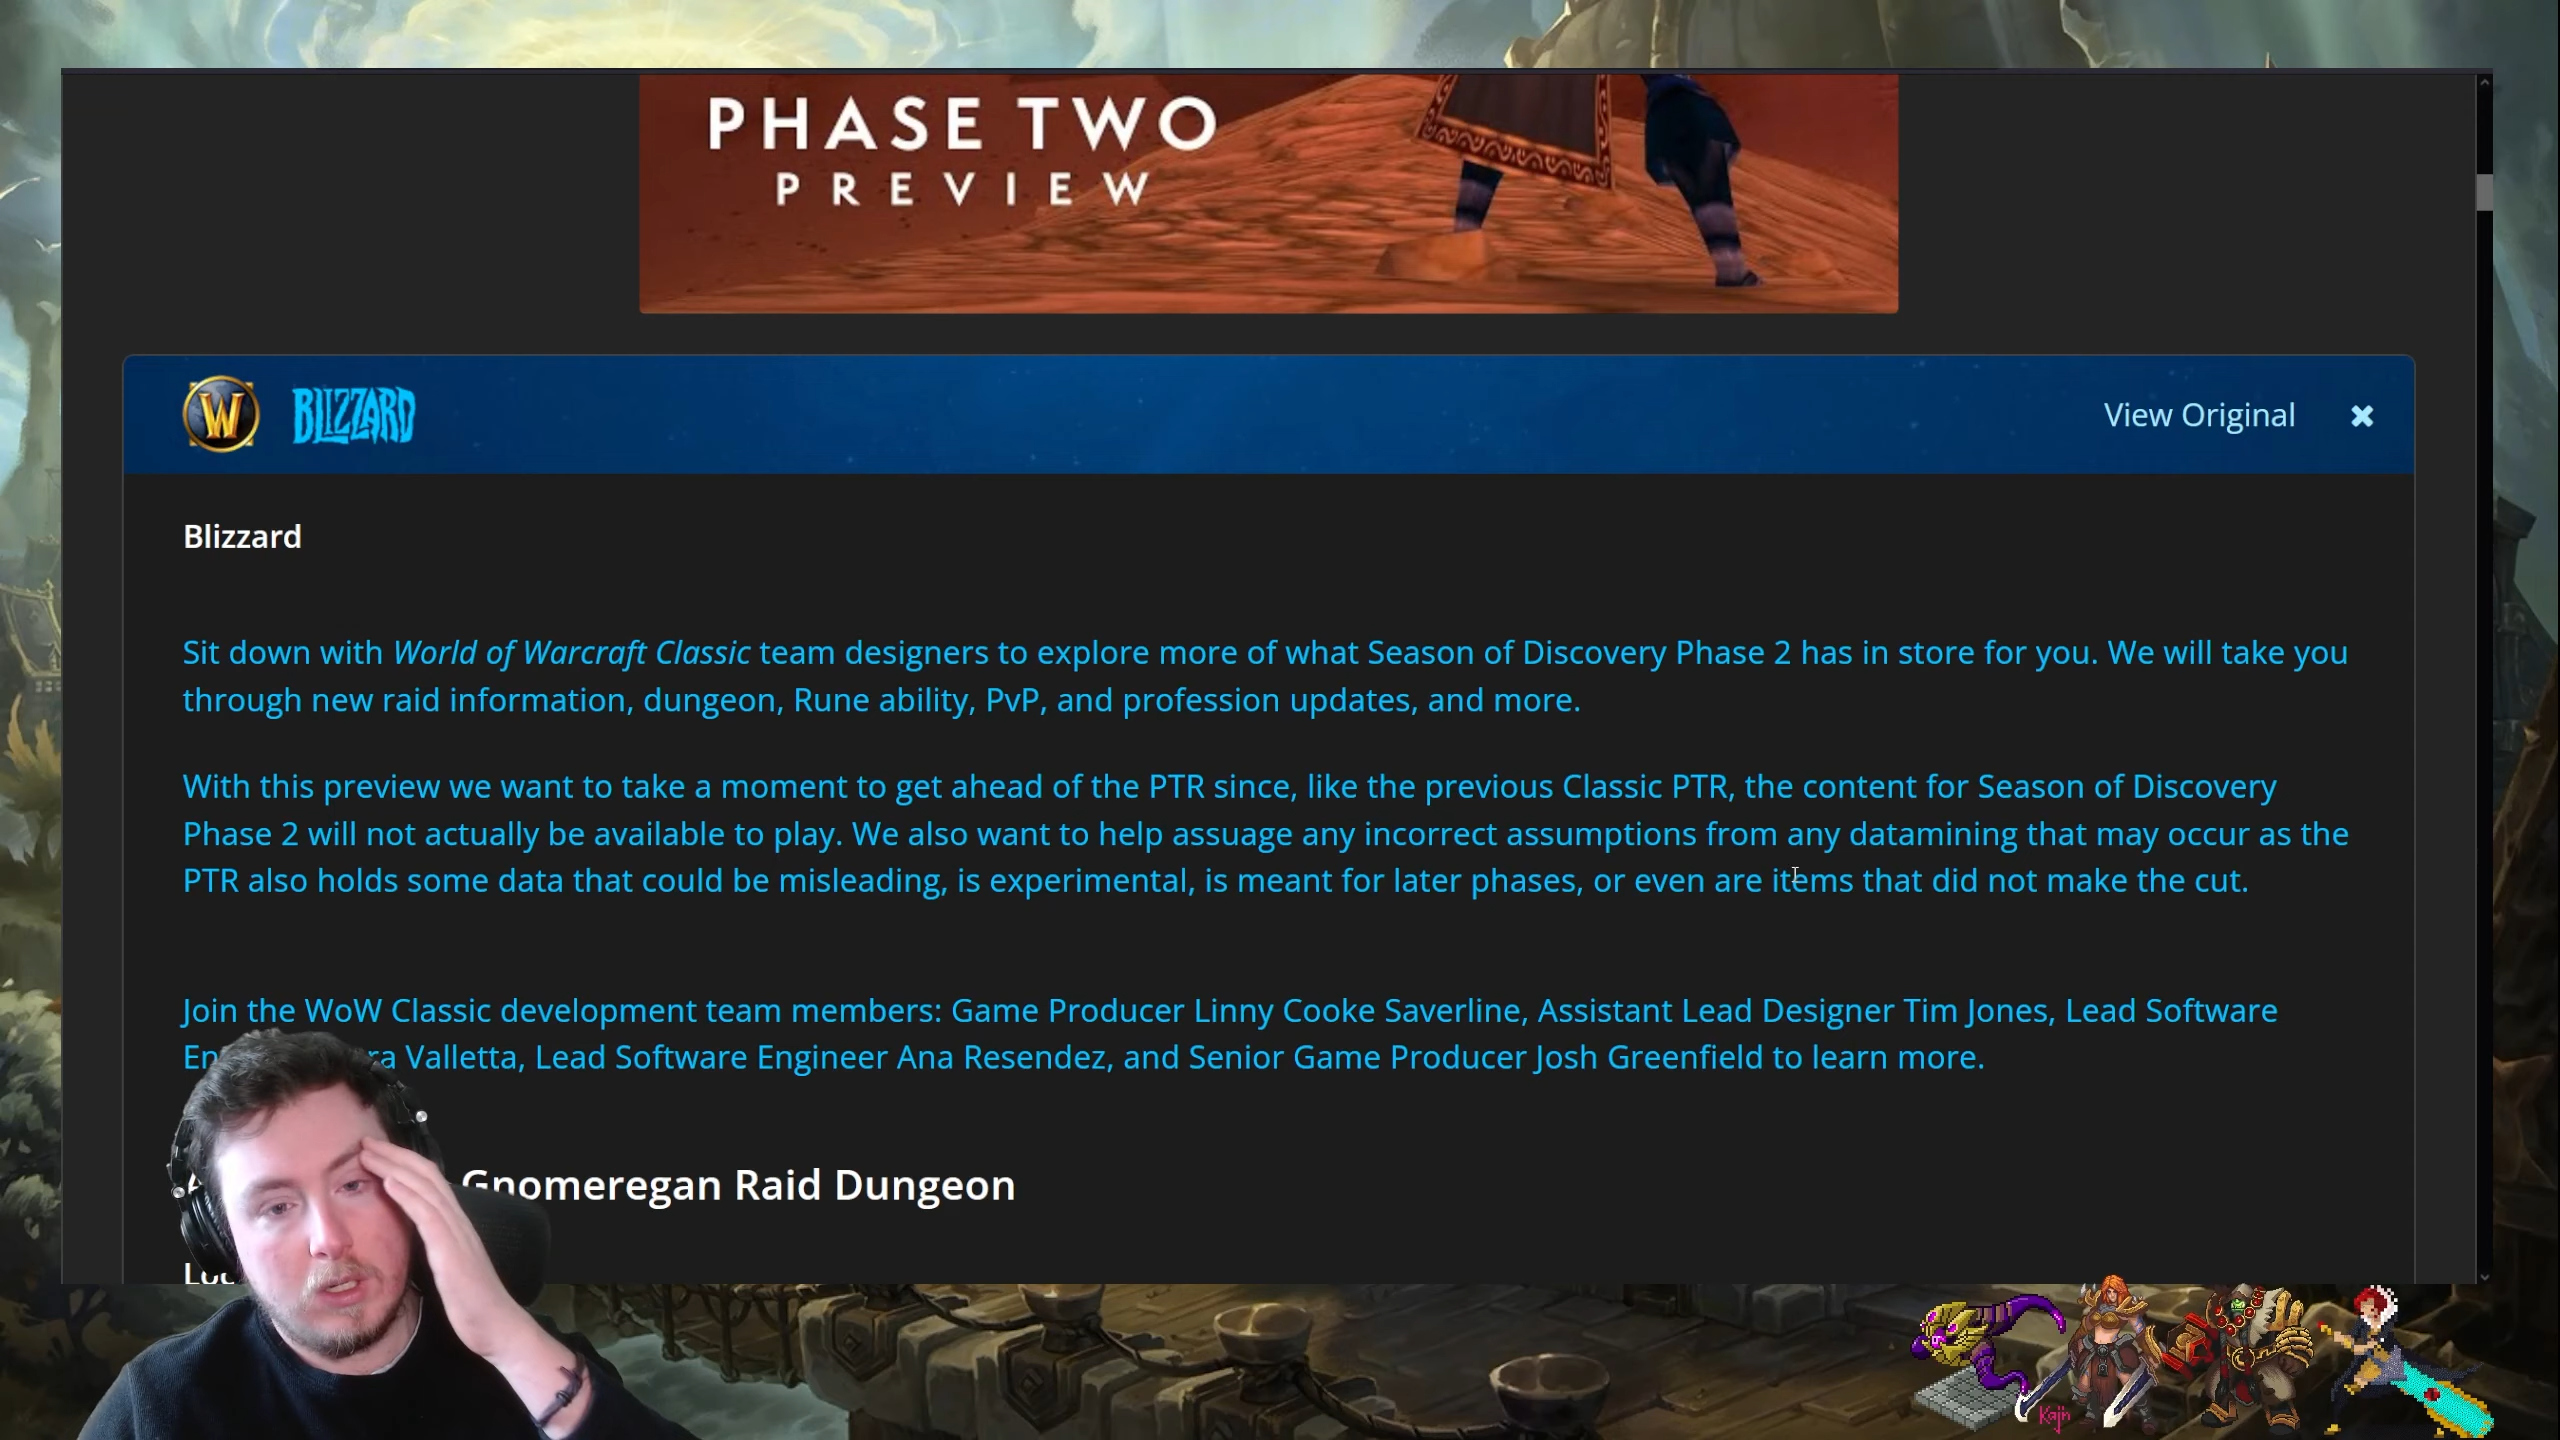 PHASE TWO
PREVIEW
BLIZZARD
View Original
Blizzard
Sit down with World of Warcraft Classic team designers to explore more of what Season of Discovery Phase 2 has in store for you. We will take you
through new raid information, dungeon, Rune ability, PvP, and profession updates, and more.
With this preview we want to take a moment to get ahead of the PTR since, like the previous Classic PTR, the content for Season of Discovery
Phase 2 will not actually be available to play. We also want to help assuage any incorrect assumptions from any datamining that may occur as the
PTR also holds some data that could be misleading, is experimental, is meant for later phases, or even are items that did not make the cut.
Join the WoW Classic development team members: Game Producer Linny Cooke Saverline, Assistant Lead Designer Tim Jones, Lead Software
Valletta, Lead Software Engineer Ana Resendez, and Senior Game Producer Josh Greenfield to learn more.
Gnomeregan Raid Dungeon
Kajin